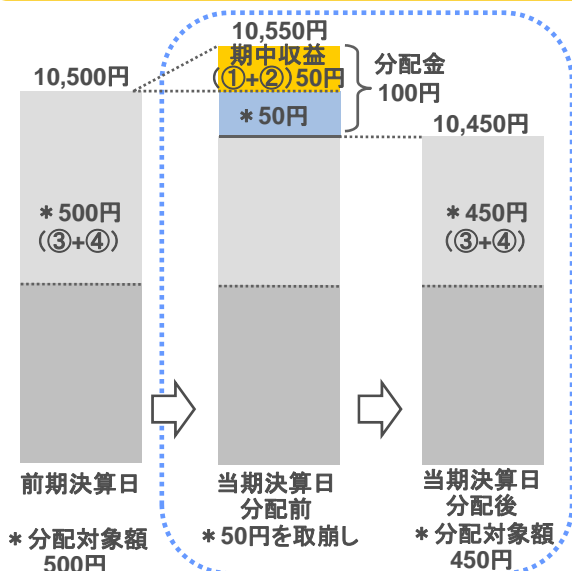 10,550円
期中収益
(①+②)50円
分配金
100円
10,500円
＊50円
10,450円
＊500円
(③+④)
＊450円
(③+④)
前期決算日
当期決算日
分配前
当期決算日
分配後
＊分配対象額
500円
＊50円を取崩し
＊分配対象額
450円